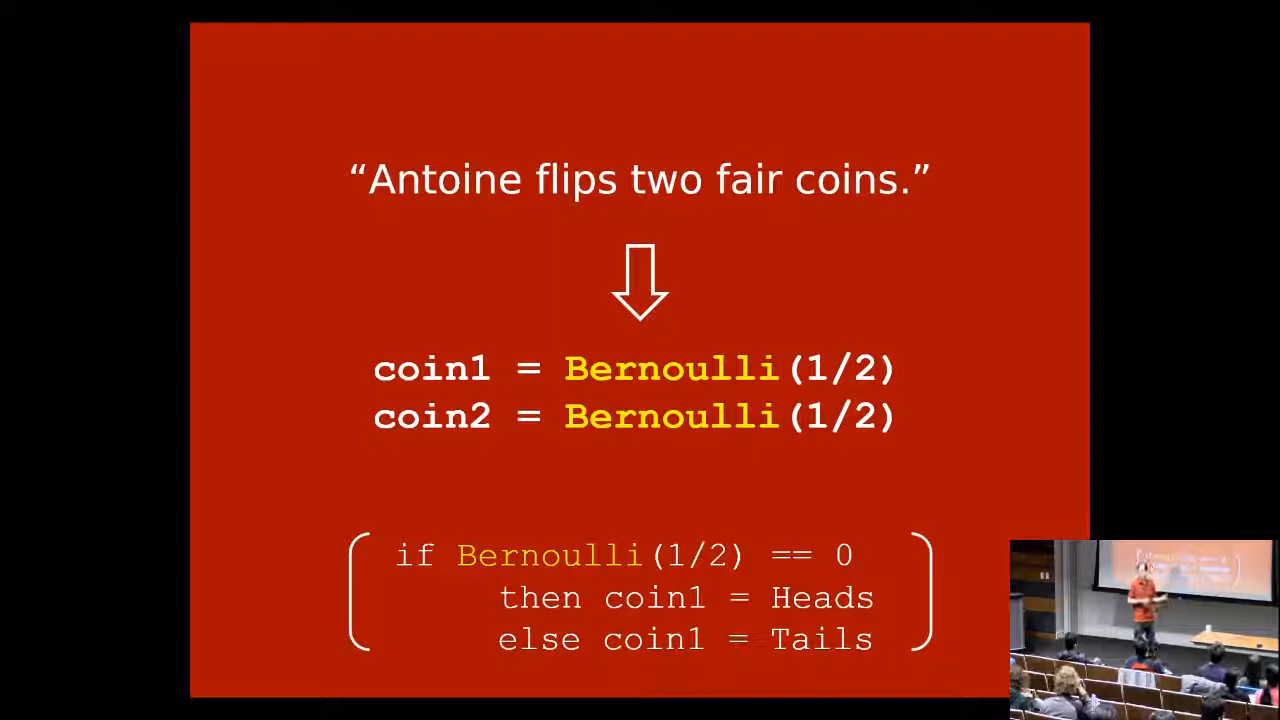 “Antoine flips two fair coins.”
coin1 = Bernoulli(1/2)
coin2 = Bernoulli(1/2)
if Bernoulli(1/2) == 0
then coin1 = Heads
else coin1 = Tails